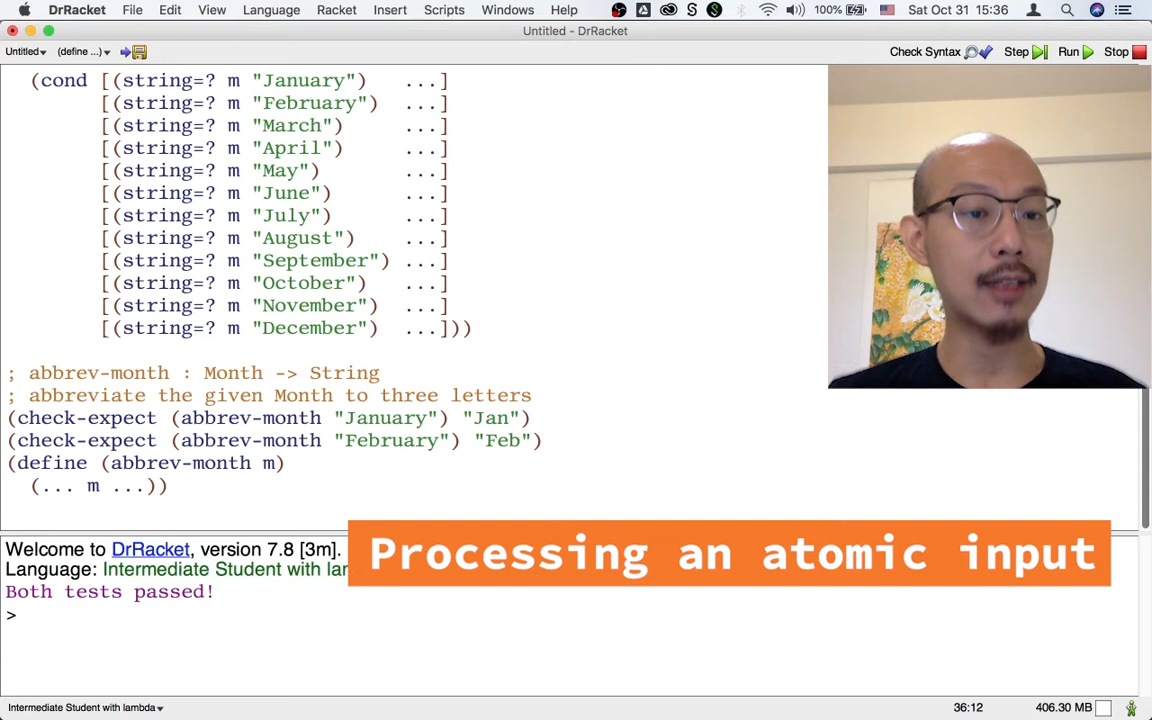 DrRacket File Edit View Language Racket Insert Scripts Windows Help 100% Sat Oct 31 15:36
Untitled - DrRacket
Untitled (define ...) Check Syntax Step Run Stop
(cond [(string=? m "January") ...]
[(string=? m "February") ...]
[(string=? m "March") ...]
[(string=? m "April") ...]
[(string=? m "May") ...]
[(string=? m "June") ...]
[(string=? m "July") ...]
[(string=? m "August") ...]
[(string=? m "September") ...]
[(string=? m "October") ...]
[(string=? m "November") ...]
[(string=? m "December") ...]))
; abbrev-month : Month -> String
; abbreviate the given Month to three letters
(check-expect (abbrev-month "January") "Jan")
(check-expect (abbrev-month "February") "Feb")
(define (abbrev-month m)
(... m ...))
Welcome to DrRacket, version 7.8 [3m].
Language: Intermediate Student with lam
Both tests passed!
>
Processing an atomic input
Intermediate Student with lambda 36:12 406.30 MB